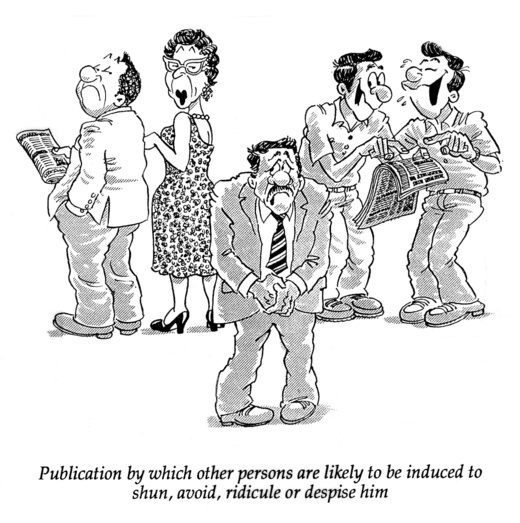 Publication by which other persons are likely to be induced to
shun, avoid, ridicule or despise him